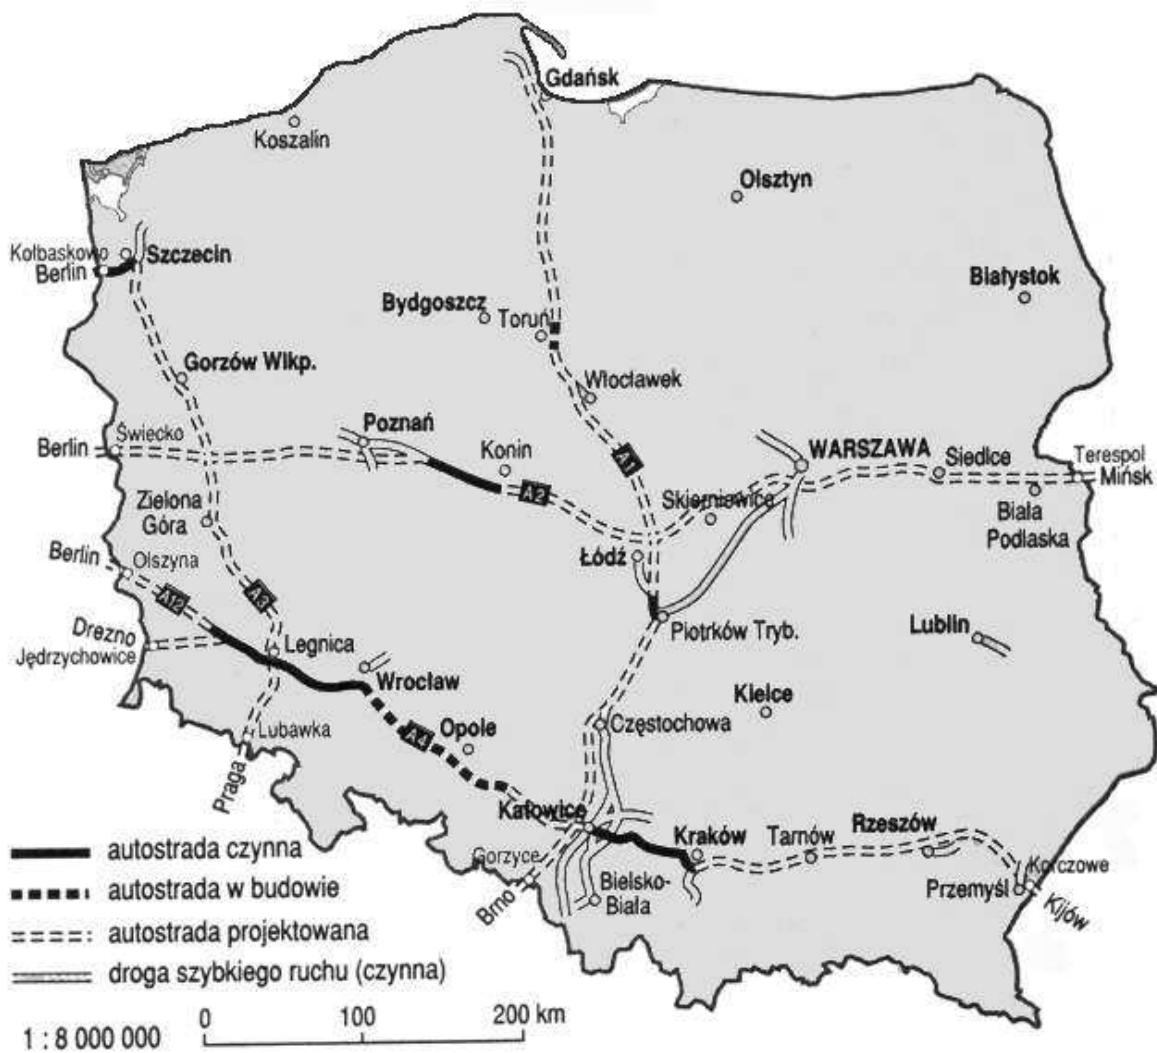 Gdańsk
Koszalin
Olsztyn
Kołbaskowo
Szczecin
Berlin
Białystok
Bydgoszcz
Toruń
Gorzów Wlkp.
Włocławek
Poznań
Berlin
Świecko
Konin
A1
WARSZAWA
Siedlce
Terespol
Mińsk
A2
Skierniewice
Zielona
Góra
Biała
Podlaska
Berlin
Olszyna
Łódź
A12
A3
Drezno
Jędrzychowice
Legnica
Piotrków Tryb.
Lublin
Wrocław
Kielce
Lubawka
A4
Opole
Częstochowa
Praga
Katowice
Kraków
Tarnów
Rzeszów
Gorzyce
Korczowe
Przemyśl
Bielsko-
Biała
Brno
Kijów
autostrada czynna
autostrada w budowie
autostrada projektowana
droga szybkiego ruchu (czynna)
1 : 8 000 000
0 100 200 km